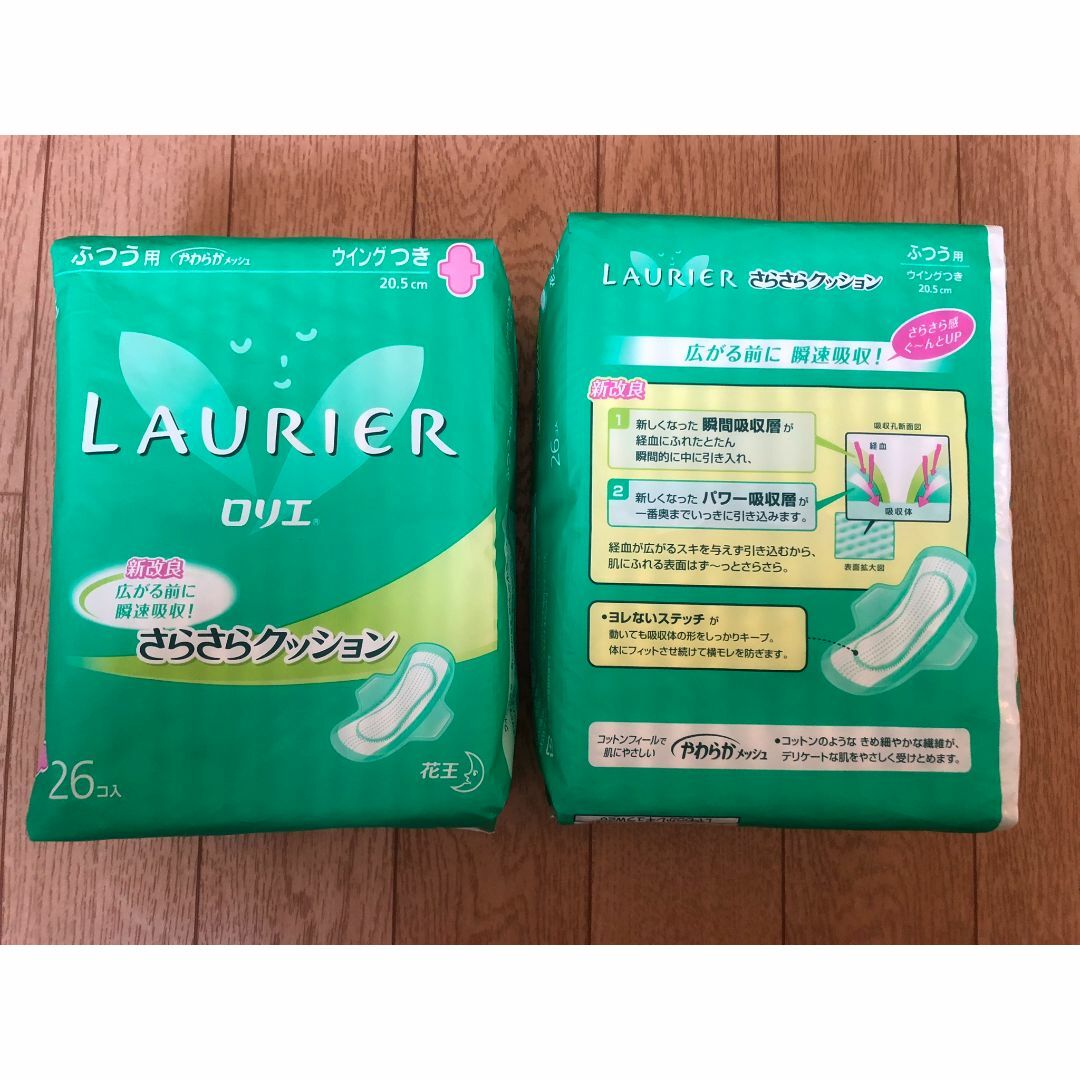 ふつう用 やわらかメッシュ ウイングつき
20.5cm
LAURIER
ロリエ®
新改良
広がる前に
瞬速吸収!
さらさらクッション
26コ入
花王
LAURIER さらさらクッション
ふつう用
ウイングつき
20.5cm
さらさら感
ぐ〜んとUP
広がる前に 瞬速吸収!
新改良
1 新しくなった 瞬間吸収層が
経血にふれたとたん
瞬間的に中に引き入れ、
2 新しくなった パワー吸収層が
一番奥までいっきに引き込みます。
吸収孔断面図
経血
吸収体
表面拡大図
経血が広がるスキを与えず引き込むから、
肌にふれる表面はず〜っとさらさら。
•ヨレないステッチが
動いても吸収体の形をしっかりキープ。
体にフィットさせ続けて横モレを防ぎます。
コットンフィールで
肌にやさしい
やわらかメッシュ
•コットンのような きめ細やかな繊維が、
デリケートな肌をやさしく受けとめます。
26